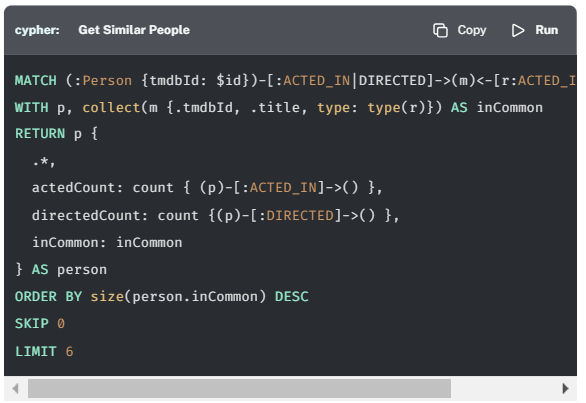 cypher: Get Similar People Copy Run
MATCH (:Person {tmdbId: $id})-[:ACTED_IN|DIRECTED]->(m)<-[r:ACTED_I
WITH p, collect(m {.tmdbId, .title, type: type(r)}) AS inCommon
RETURN p {
  .*,
  actedCount: count { (p)-[:ACTED_IN]->() },
  directedCount: count {(p)-[:DIRECTED]->() },
  inCommon: inCommon
} AS person
ORDER BY size(person.inCommon) DESC
SKIP 0
LIMIT 6